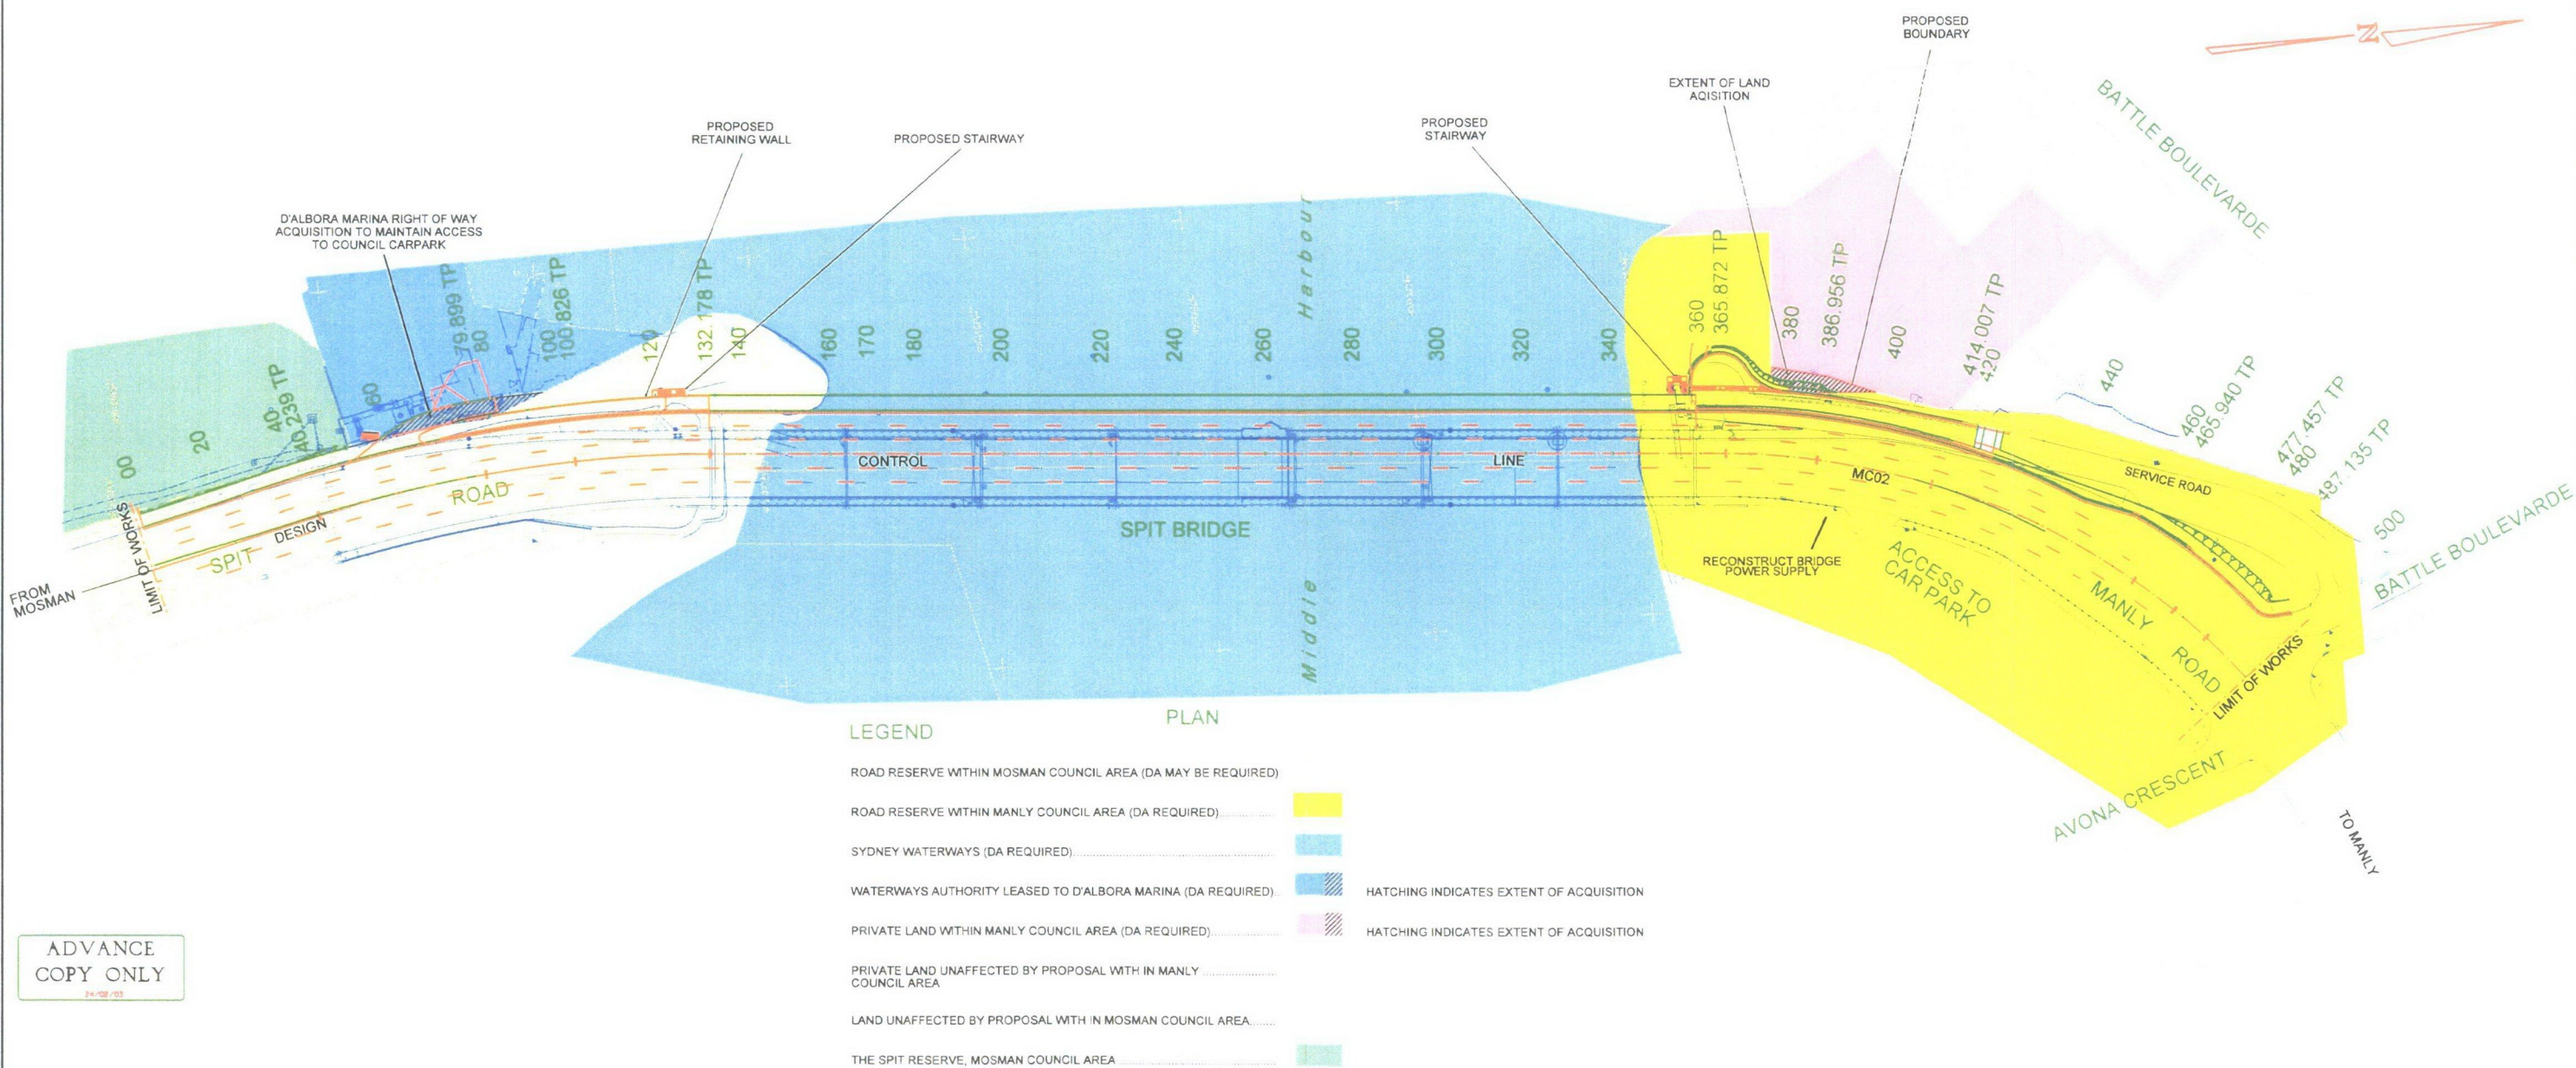 PROPOSED
BOUNDARY
N
EXTENT OF LAND
AQISITION
BATTLE BOULEVARDE
PROPOSED
RETAINING WALL
PROPOSED STAIRWAY
PROPOSED
STAIRWAY
D'ALBORA MARINA RIGHT OF WAY
ACQUISITION TO MAINTAIN ACCESS
TO COUNCIL CARPARK
00
20
40
40.239 TP
60
79.899 TP
80
100
100.826 TP
120
132.178 TP
140
160
170
180
200
220
240
260
280
300
320
340
360
365.872 TP
380
386.956 TP
400
414.007 TP
420
440
460
465.940 TP
477.457 TP
480
487.135 TP
500
Middle Harbour
FROM
MOSMAN
LIMIT OF WORKS
SPIT ROAD
DESIGN
CONTROL
LINE
MC02
SPIT BRIDGE
SERVICE ROAD
RECONSTRUCT BRIDGE
POWER SUPPLY
ACCESS TO
CAR PARK
MANLY ROAD
LIMIT OF WORKS
BATTLE BOULEVARDE
AVONA CRESCENT
TO MANLY
PLAN
LEGEND
ROAD RESERVE WITHIN MOSMAN COUNCIL AREA (DA MAY BE REQUIRED)
ROAD RESERVE WITHIN MANLY COUNCIL AREA (DA REQUIRED)
SYDNEY WATERWAYS (DA REQUIRED)
WATERWAYS AUTHORITY LEASED TO D'ALBORA MARINA (DA REQUIRED) HATCHING INDICATES EXTENT OF ACQUISITION
PRIVATE LAND WITHIN MANLY COUNCIL AREA (DA REQUIRED) HATCHING INDICATES EXTENT OF ACQUISITION
PRIVATE LAND UNAFFECTED BY PROPOSAL WITH IN MANLY
COUNCIL AREA
LAND UNAFFECTED BY PROPOSAL WITH IN MOSMAN COUNCIL AREA
THE SPIT RESERVE, MOSMAN COUNCIL AREA
ADVANCE
COPY ONLY
24/02/03